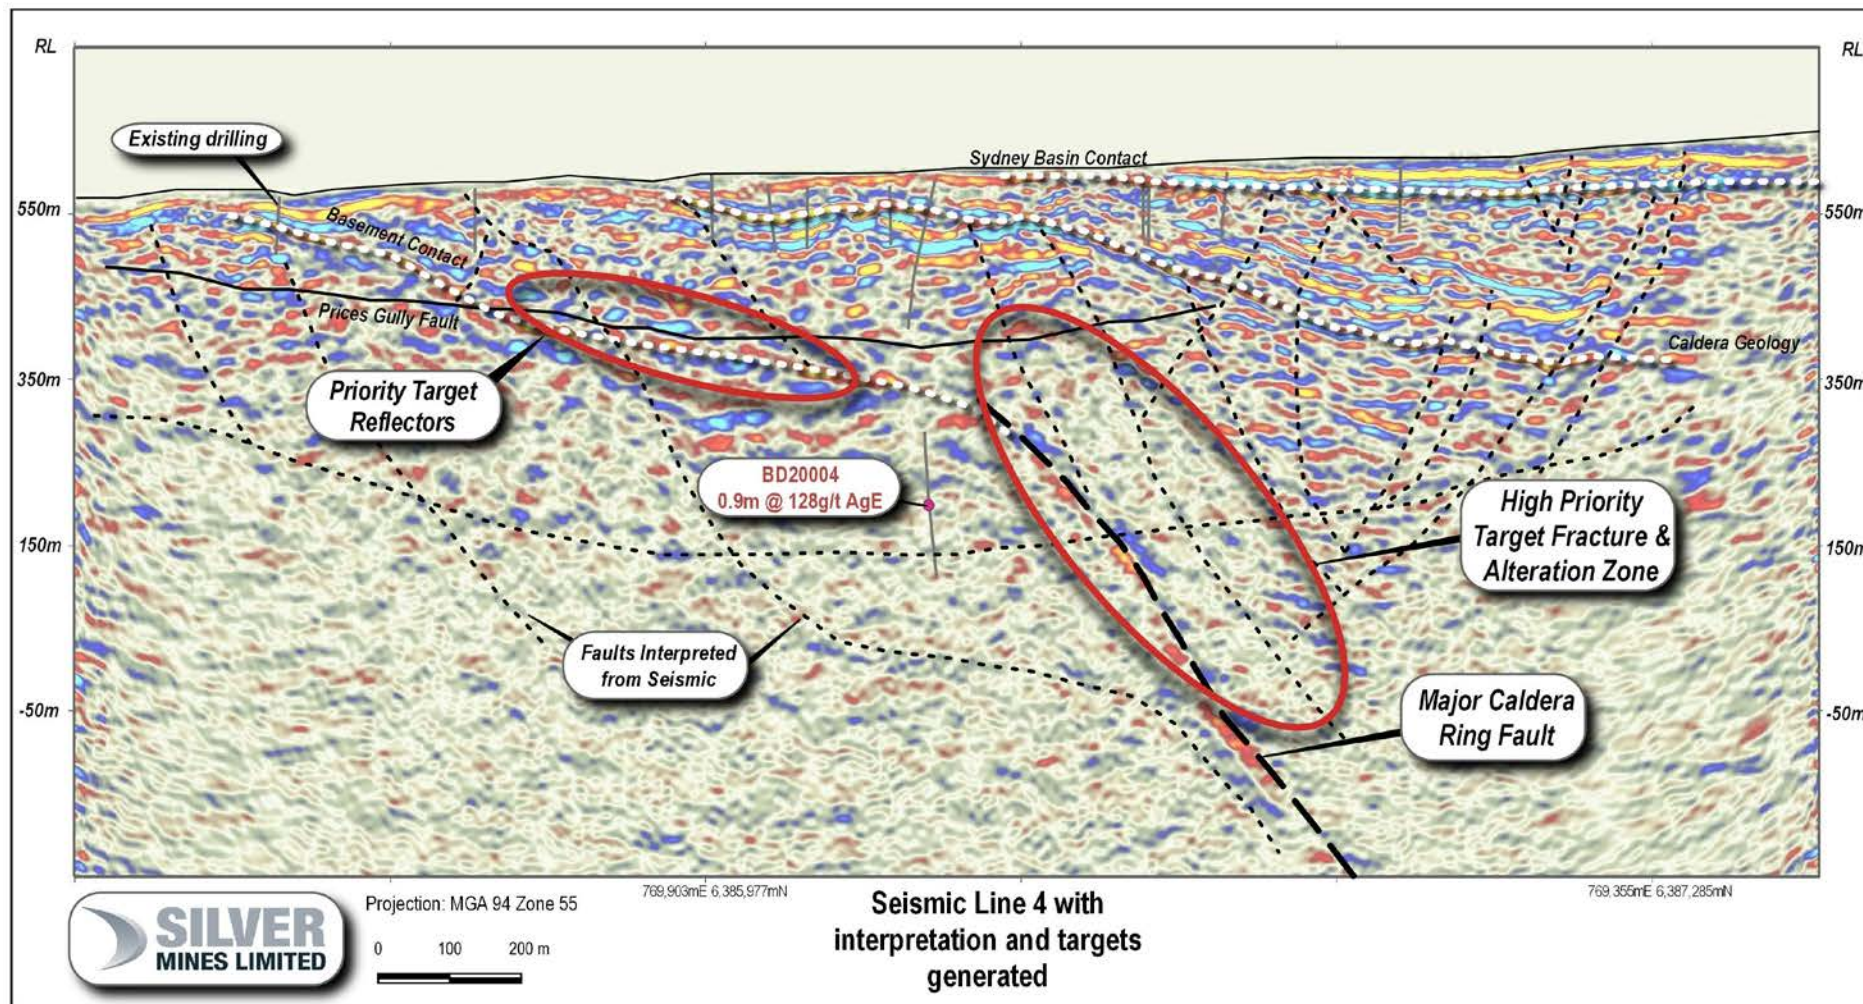 RL
RL
Existing drilling
Sydney Basin Contact
550m
550m
Basement Contact
Prices Gully Fault
Caldera Geology
350m
350m
Priority Target
Reflectors
BD20004
0.9m @ 128g/t AgE
High Priority
Target Fracture &
Alteration Zone
150m
150m
Faults Interpreted
from Seismic
-50m
-50m
Major Caldera
Ring Fault
769,903mE 6,385,977mN
769,355mE 6,387,285mN
SILVER
MINES LIMITED
Projection: MGA 94 Zone 55
0 100 200 m
Seismic Line 4 with
interpretation and targets
generated